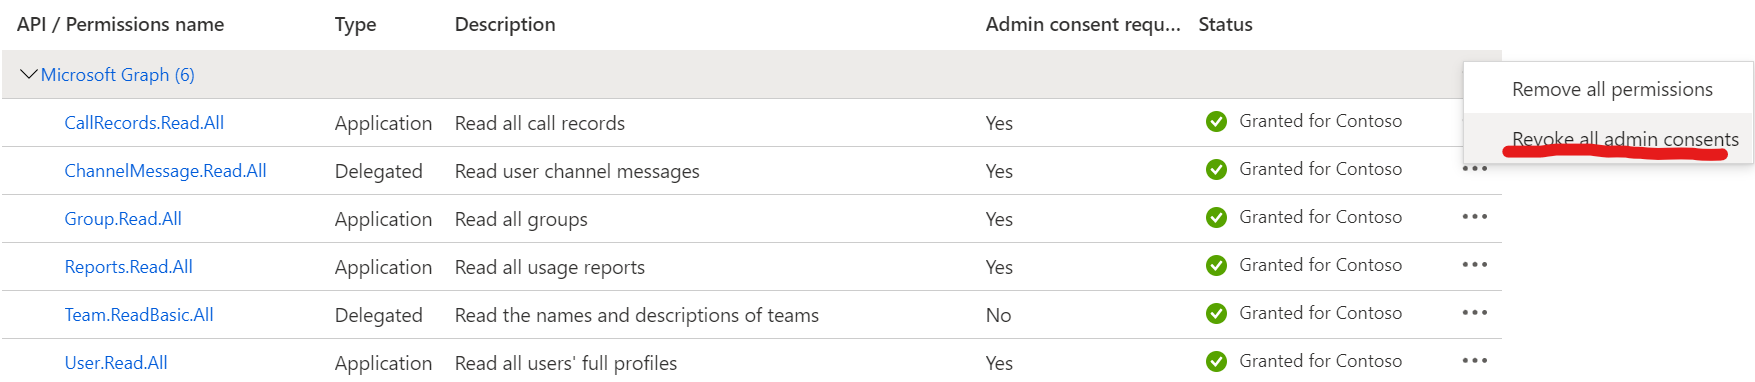 API / Permissions name Type Description Admin consent requ... Status
Microsoft Graph (6)
Remove all permissions
CallRecords.Read.All Application Read all call records Yes Granted for Contoso
Revoke all admin consents
ChannelMessage.Read.All Delegated Read user channel messages Yes Granted for Contoso
Group.Read.All Application Read all groups Yes Granted for Contoso
Reports.Read.All Application Read all usage reports Yes Granted for Contoso
Team.ReadBasic.All Delegated Read the names and descriptions of teams No Granted for Contoso
User.Read.All Application Read all users' full profiles Yes Granted for Contoso